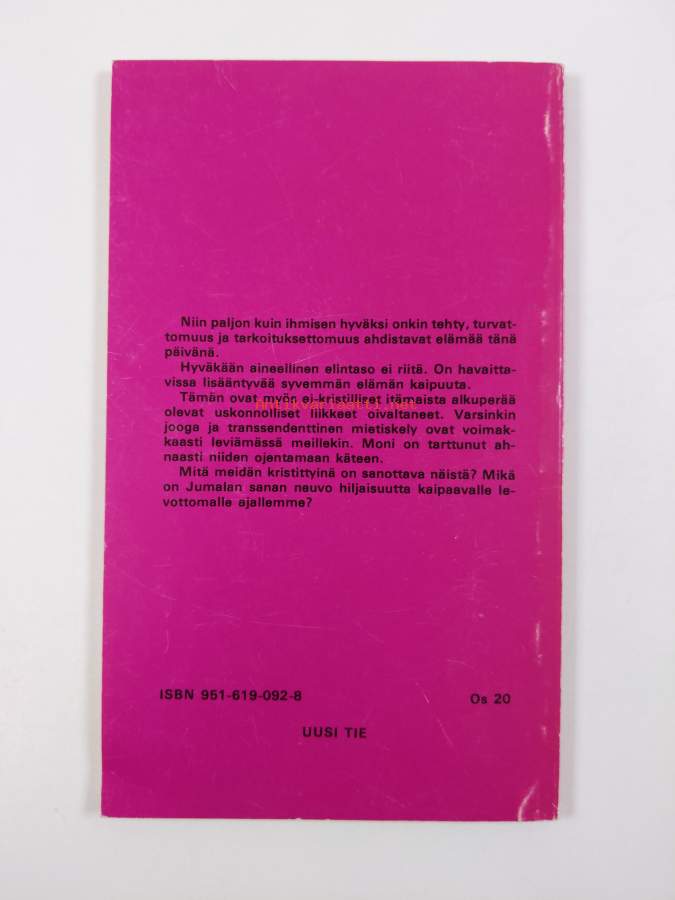 Niin paljon kuin ihmisen hyväksi onkin tehty, turvat-
tomuus ja tarkoituksettomuus ahdistavat elämää tänä
päivänä.
Hyväkään aineellinen elintaso ei riitä. On havaitta-
vissa lisääntyvää syvemmän elämän kaipuuta.
Tämän ovat myön ei-kristilliset itämaista alkuperää
antikvariaatti.net
olevat uskonnolliset liikkeet oivaltaneet. Varsinkin
jooga ja transsendenttinen mietiskely ovat voimak-
kaasti leviämässä meillekin. Moni on tarttunut ah-
naasti niiden ojentamaan käteen.
Mitä meidän kristittyinä on sanottava näistä? Mikä
on Jumalan sanan neuvo hiljaisuutta kaipaavalle le-
vottomalle ajallemme?
ISBN 951-619-092-8
Os 20
UUSI TIE